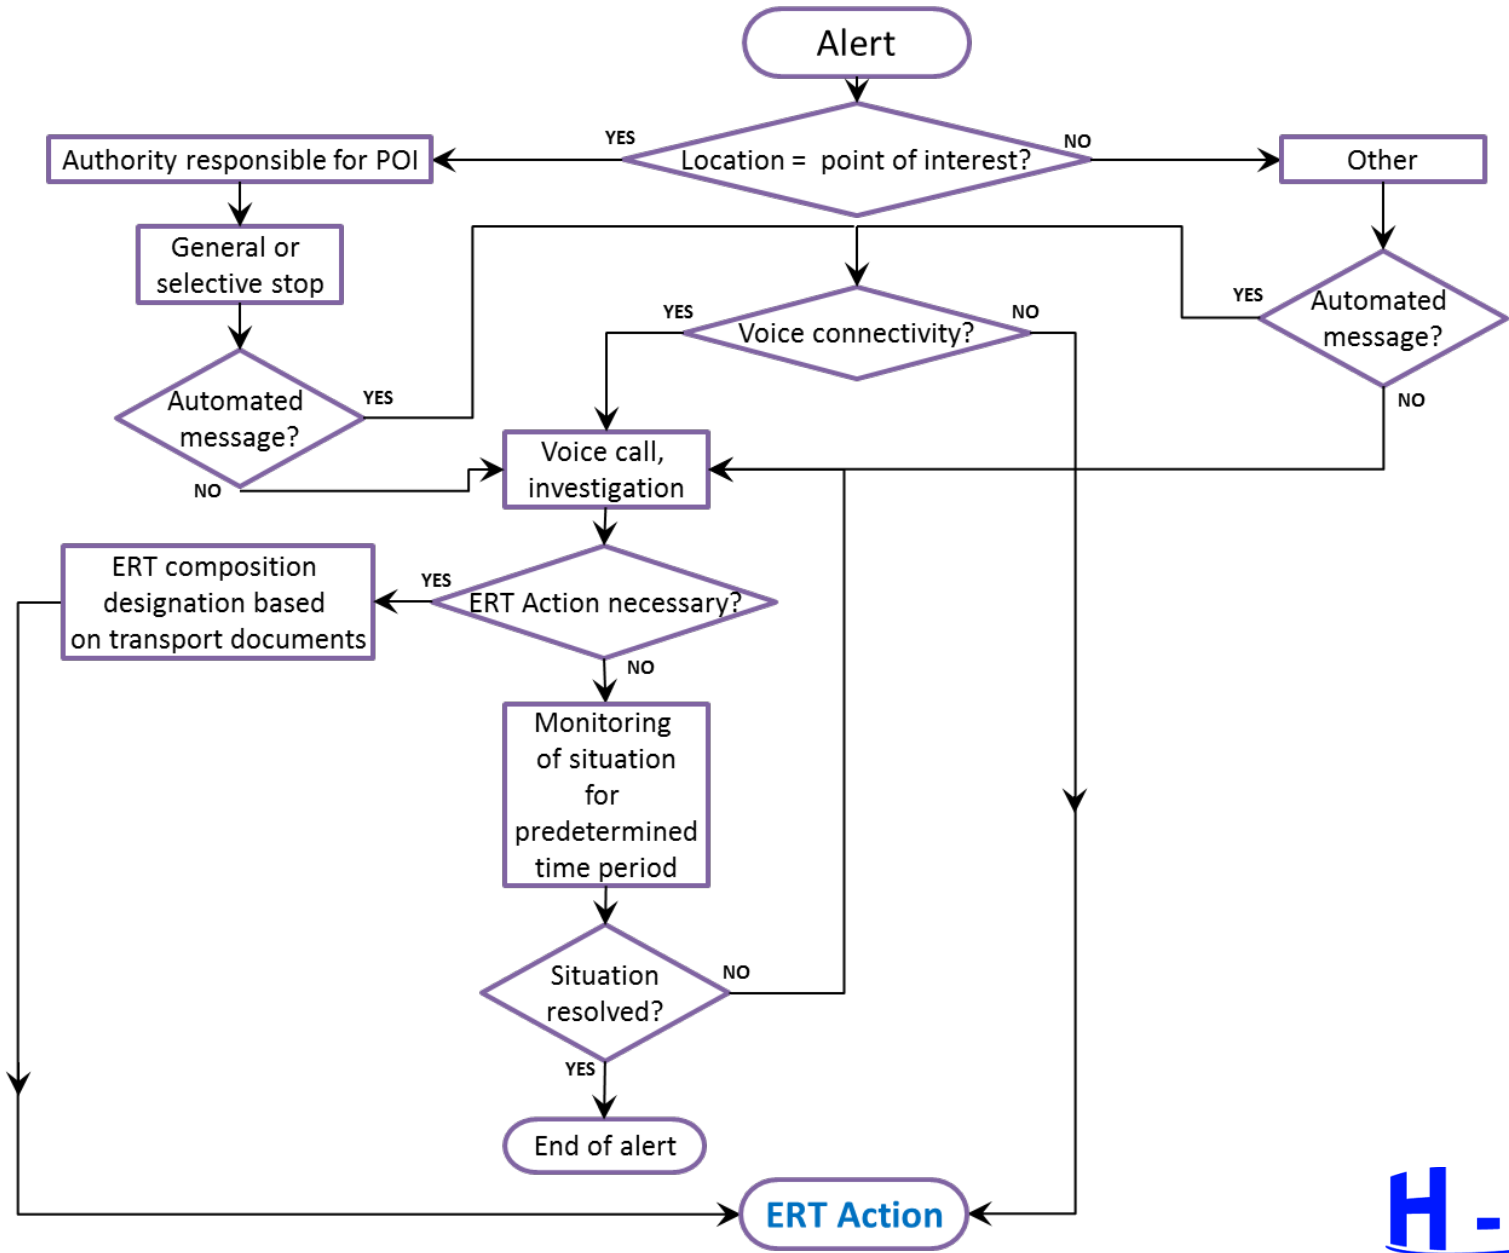 Alert
YES
Location = point of interest?
NO
Authority responsible for POI
Other
General or
selective stop
YES
Voice connectivity?
NO
YES
Automated
message?
NO
Automated
message?
YES
NO
Voice call,
investigation
ERT composition
designation based
on transport documents
YES
ERT Action necessary?
NO
Monitoring
of situation
for
predetermined
time period
Situation
resolved?
NO
YES
End of alert
ERT Action
H -